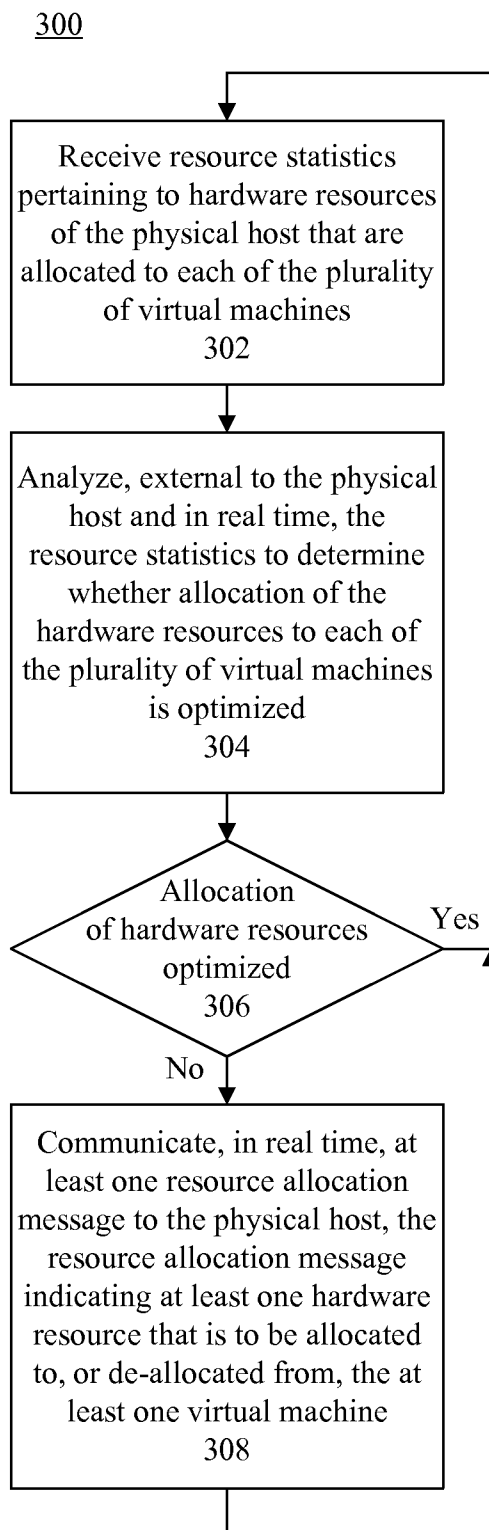 300
Receive resource statistics
pertaining to hardware resources
of the physical host that are
allocated to each of the plurality
of virtual machines
302
Analyze, external to the physical
host and in real time, the
resource statistics to determine
whether allocation of the
hardware resources to each of
the plurality of virtual machines
is optimized
304
Allocation
of hardware resources
optimized
306
Yes
No
Communicate, in real time, at
least one resource allocation
message to the physical host, the
resource allocation message
indicating at least one hardware
resource that is to be allocated
to, or de-allocated from, the at
least one virtual machine
308